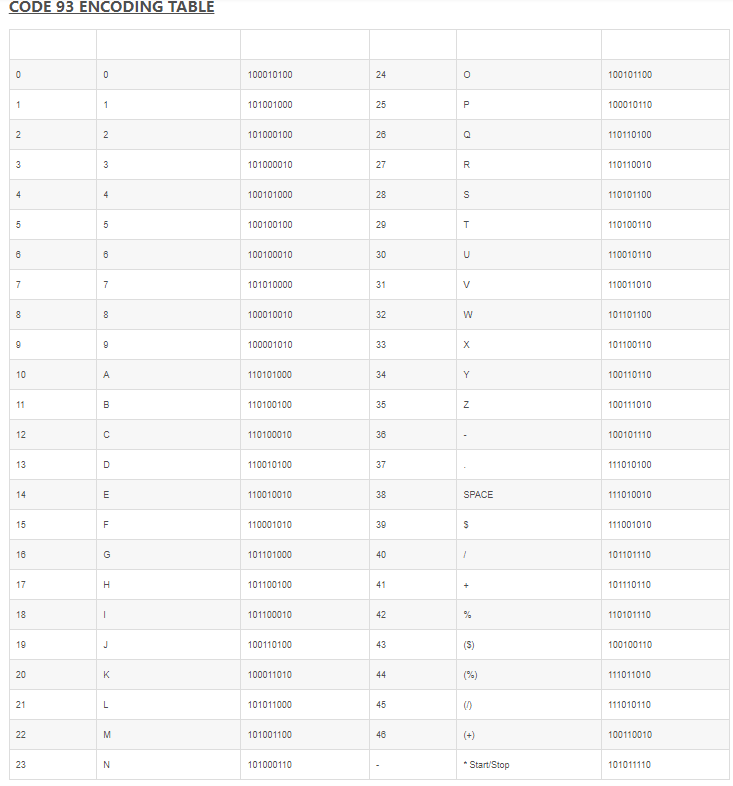 CODE 93 ENCODING TABLE
0 0 100010100 24 O 100101100
1 1 101001000 25 P 100010110
2 2 101000100 26 Q 110110100
3 3 101000010 27 R 110110010
4 4 100101000 28 S 110101100
5 5 100100100 29 T 110100110
6 6 100100010 30 U 110010110
7 7 101010000 31 V 110011010
8 8 100010010 32 W 101101100
9 9 100001010 33 X 101100110
10 A 110101000 34 Y 100110110
11 B 110100100 35 Z 100111010
12 C 110100010 36 - 100101110
13 D 110010100 37 . 111010100
14 E 110010010 38 SPACE 111010010
15 F 110001010 39 $ 111001010
16 G 101101000 40 / 101101110
17 H 101100100 41 + 101110110
18 I 101100010 42 % 110101110
19 J 100110100 43 ($) 100100110
20 K 100011010 44 (%) 111011010
21 L 101011000 45 (/) 111010110
22 M 101001100 46 (+) 100110010
23 N 101000110 - * Start/Stop 101011110